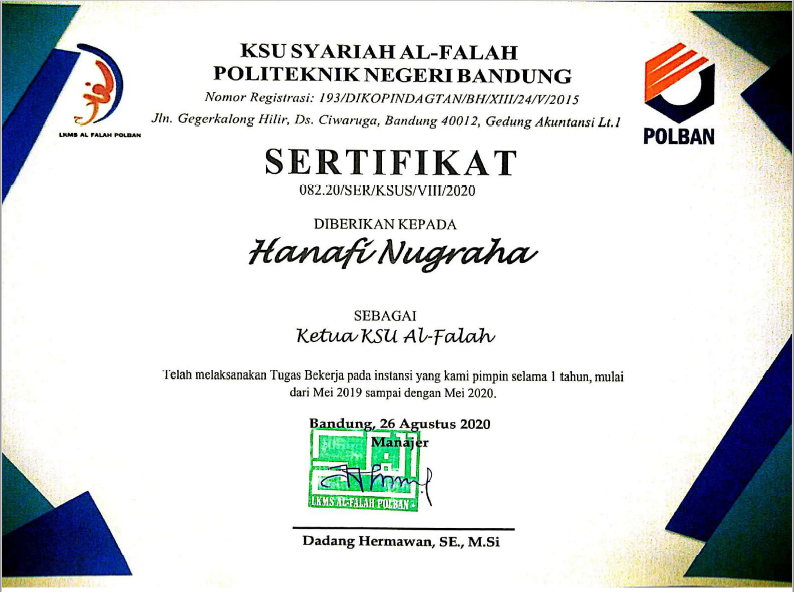 KSU SYARIAH AL-FALAH
POLITEKNIK NEGERI BANDUNG
Nomor Registrasi: 193/DIKOPINDAGTAN/BH/XIII/24/V/2015
Jln. Gegerkalong Hilir, Ds. Ciwaruga, Bandung 40012, Gedung Akuntansi Lt.1
LKMS AL FALAH POLBAN
POLBAN
SERTIFIKAT
082.20/SER/KSUS/VIII/2020
DIBERIKAN KEPADA
Hanafi Nugraha
SEBAGAI
Ketua KSU Al-Falah
Telah melaksanakan Tugas Bekerja pada instansi yang kami pimpin selama 1 tahun, mulai
dari Mei 2019 sampai dengan Mei 2020.
Bandung, 26 Agustus 2020
Manajer
LKMS AL-FALAH POLBAN
Dadang Hermawan, SE., M.Si